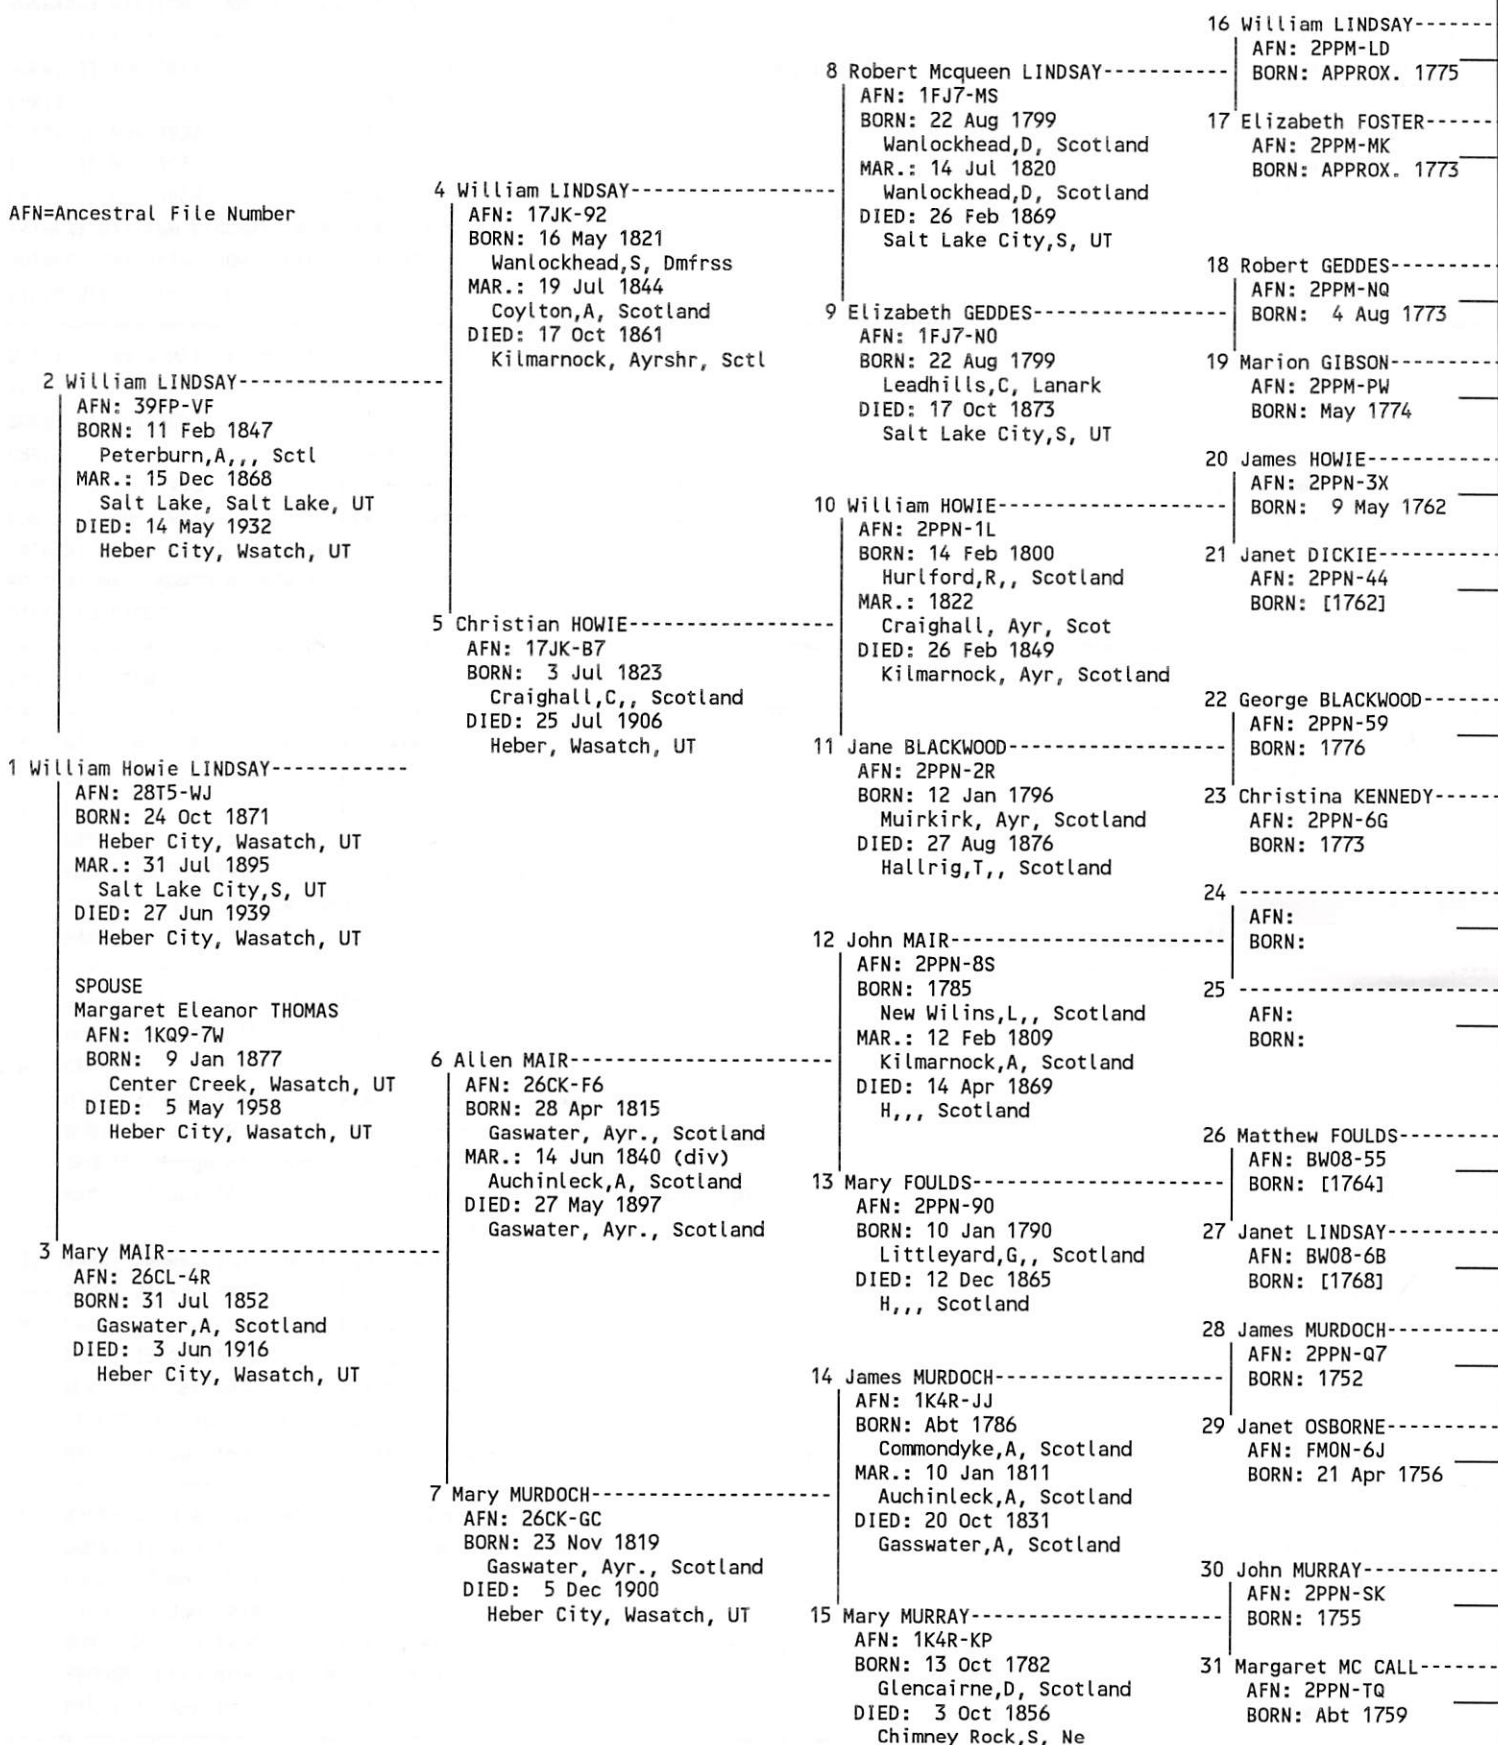 AFN=Ancestral File Number
1 William Howie LINDSAY------------
AFN: 28T5-WJ
BORN: 24 Oct 1871
Heber City, Wasatch, UT
MAR.: 31 Jul 1895
Salt Lake City,S, UT
DIED: 27 Jun 1939
Heber City, Wasatch, UT
SPOUSE
Margaret Eleanor THOMAS
AFN: 1KQ9-7W
BORN:  9 Jan 1877
Center Creek, Wasatch, UT
DIED:  5 May 1958
Heber City, Wasatch, UT
2 William LINDSAY------------------
AFN: 39FP-VF
BORN: 11 Feb 1847
Peterburn,A,,, Sctl
MAR.: 15 Dec 1868
Salt Lake, Salt Lake, UT
DIED: 14 May 1932
Heber City, Wsatch, UT
3 Mary MAIR------------------------
AFN: 26CL-4R
BORN: 31 Jul 1852
Gaswater,A, Scotland
DIED:  3 Jun 1916
Heber City, Wasatch, UT
4 William LINDSAY------------------
AFN: 17JK-92
BORN: 16 May 1821
Wanlockhead,S, Dmfrss
MAR.: 19 Jul 1844
Coylton,A, Scotland
DIED: 17 Oct 1861
Kilmarnock, Ayrshr, Sctl
5 Christian HOWIE------------------
AFN: 17JK-B7
BORN:  3 Jul 1823
Craighall,C,, Scotland
DIED: 25 Jul 1906
Heber, Wasatch, UT
6 Allen MAIR-----------------------
AFN: 26CK-F6
BORN: 28 Apr 1815
Gaswater, Ayr., Scotland
MAR.: 14 Jun 1840 (div)
Auchinleck,A, Scotland
DIED: 27 May 1897
Gaswater, Ayr., Scotland
7 Mary MURDOCH---------------------
AFN: 26CK-GC
BORN: 23 Nov 1819
Gaswater, Ayr., Scotland
DIED:  5 Dec 1900
Heber City, Wasatch, UT
8 Robert Mcqueen LINDSAY-----------
AFN: 1FJ7-MS
BORN: 22 Aug 1799
Wanlockhead,D, Scotland
MAR.: 14 Jul 1820
Wanlockhead,D, Scotland
DIED: 26 Feb 1869
Salt Lake City,S, UT
9 Elizabeth GEDDES-----------------
AFN: 1FJ7-N0
BORN: 22 Aug 1799
Leadhills,C, Lanark
DIED: 17 Oct 1873
Salt Lake City,S, UT
10 William HOWIE--------------------
AFN: 2PPN-1L
BORN: 14 Feb 1800
Hurlford,R,, Scotland
MAR.: 1822
Craighall, Ayr, Scot
DIED: 26 Feb 1849
Kilmarnock, Ayr, Scotland
11 Jane BLACKWOOD-------------------
AFN: 2PPN-2R
BORN: 12 Jan 1796
Muirkirk, Ayr, Scotland
DIED: 27 Aug 1876
Hallrig,T,, Scotland
12 John MAIR------------------------
AFN: 2PPN-8S
BORN: 1785
New Wilins,L,, Scotland
MAR.: 12 Feb 1809
Kilmarnock,A, Scotland
DIED: 14 Apr 1869
H,,, Scotland
13 Mary FOULDS----------------------
AFN: 2PPN-90
BORN: 10 Jan 1790
Littleyard,G,, Scotland
DIED: 12 Dec 1865
H,,, Scotland
14 James MURDOCH--------------------
AFN: 1K4R-JJ
BORN: Abt 1786
Commondyke,A, Scotland
MAR.: 10 Jan 1811
Auchinleck,A, Scotland
DIED: 20 Oct 1831
Gasswater,A, Scotland
15 Mary MURRAY----------------------
AFN: 1K4R-KP
BORN: 13 Oct 1782
Glencairne,D, Scotland
DIED:  3 Oct 1856
Chimney Rock,S, Ne
16 William LINDSAY-------
AFN: 2PPM-LD
BORN: APPROX. 1775
17 Elizabeth FOSTER------
AFN: 2PPM-MK
BORN: APPROX. 1773
18 Robert GEDDES---------
AFN: 2PPM-NQ
BORN:  4 Aug 1773
19 Marion GIBSON---------
AFN: 2PPM-PW
BORN: May 1774
20 James HOWIE-----------
AFN: 2PPN-3X
BORN:  9 May 1762
21 Janet DICKIE----------
AFN: 2PPN-44
BORN: [1762]
22 George BLACKWOOD------
AFN: 2PPN-59
BORN: 1776
23 Christina KENNEDY-----
AFN: 2PPN-6G
BORN: 1773
24 ----------------------
AFN:
BORN:
25 ----------------------
AFN:
BORN:
26 Matthew FOULDS--------
AFN: BW08-55
BORN: [1764]
27 Janet LINDSAY---------
AFN: BW08-6B
BORN: [1768]
28 James MURDOCH---------
AFN: 2PPN-Q7
BORN: 1752
29 Janet OSBORNE---------
AFN: FM0N-6J
BORN: 21 Apr 1756
30 John MURRAY-----------
AFN: 2PPN-SK
BORN: 1755
31 Margaret MC CALL------
AFN: 2PPN-TQ
BORN: Abt 1759